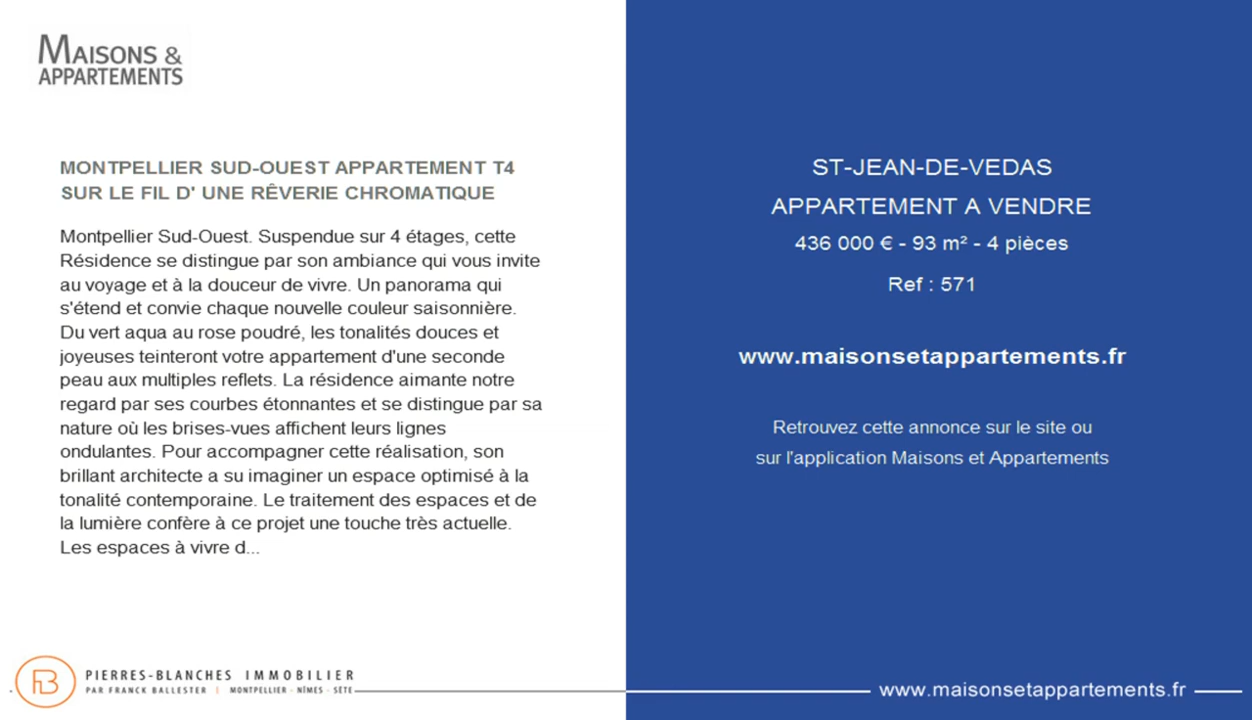 MAISONS &
APPARTEMENTS
MONTPELLIER SUD-OUEST APPARTEMENT T4
SUR LE FIL D' UNE RÊVERIE CHROMATIQUE
Montpellier Sud-Ouest. Suspendue sur 4 étages, cette
Résidence se distingue par son ambiance qui vous invite
au voyage et à la douceur de vivre. Un panorama qui
s'étend et convie chaque nouvelle couleur saisonnière.
Du vert aqua au rose poudré, les tonalités douces et
joyeuses teinteront votre appartement d'une seconde
peau aux multiples reflets. La résidence aimante notre
regard par ses courbes étonnantes et se distingue par sa
nature où les brises-vues affichent leurs lignes
ondulantes. Pour accompagner cette réalisation, son
brillant architecte a su imaginer un espace optimisé à la
tonalité contemporaine. Le traitement des espaces et de
la lumière confère à ce projet une touche très actuelle.
Les espaces à vivre d...
ST-JEAN-DE-VEDAS
APPARTEMENT A VENDRE
436 000 € - 93 m² - 4 pièces
Ref : 571
www.maisonsetappartements.fr
Retrouvez cette annonce sur le site ou
sur l'application Maisons et Appartements
PIERRES-BLANCHES IMMOBILIER
PAR FRANCK BALLESTER | MONTPELLIER - NÎMES - SÈTE
www.maisonsetappartements.fr